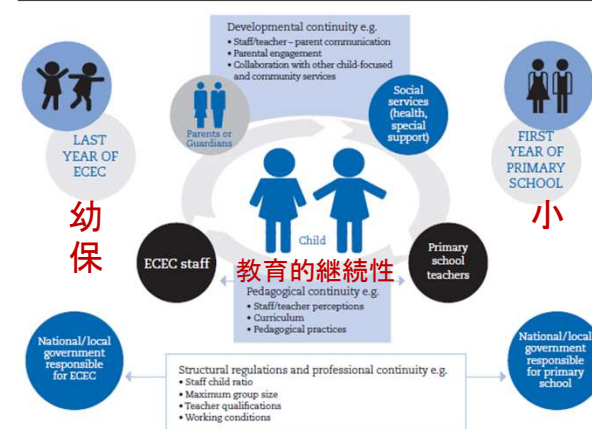 Developmental continuity e.g.
• Staff/teacher – parent communication
• Parental engagement
• Collaboration with other child-focused
and community services
LAST
YEAR OF
ECEC
幼
保
Parents or
Guardians
Social
services
(health,
special
support)
FIRST
YEAR OF
PRIMARY
SCHOOL
小
Child
ECEC staff
Primary
school
teachers
教育的継続性
Pedagogical continuity e.g.
• Staff/teacher perceptions
• Curriculum
• Pedagogical practices
National/local
government
responsible
for ECEC
National/local
government
responsible
for primary
school
Structural regulations and professional continuity e.g.
• Staff child ratio
• Maximum group size
• Teacher qualifications
• Working conditions